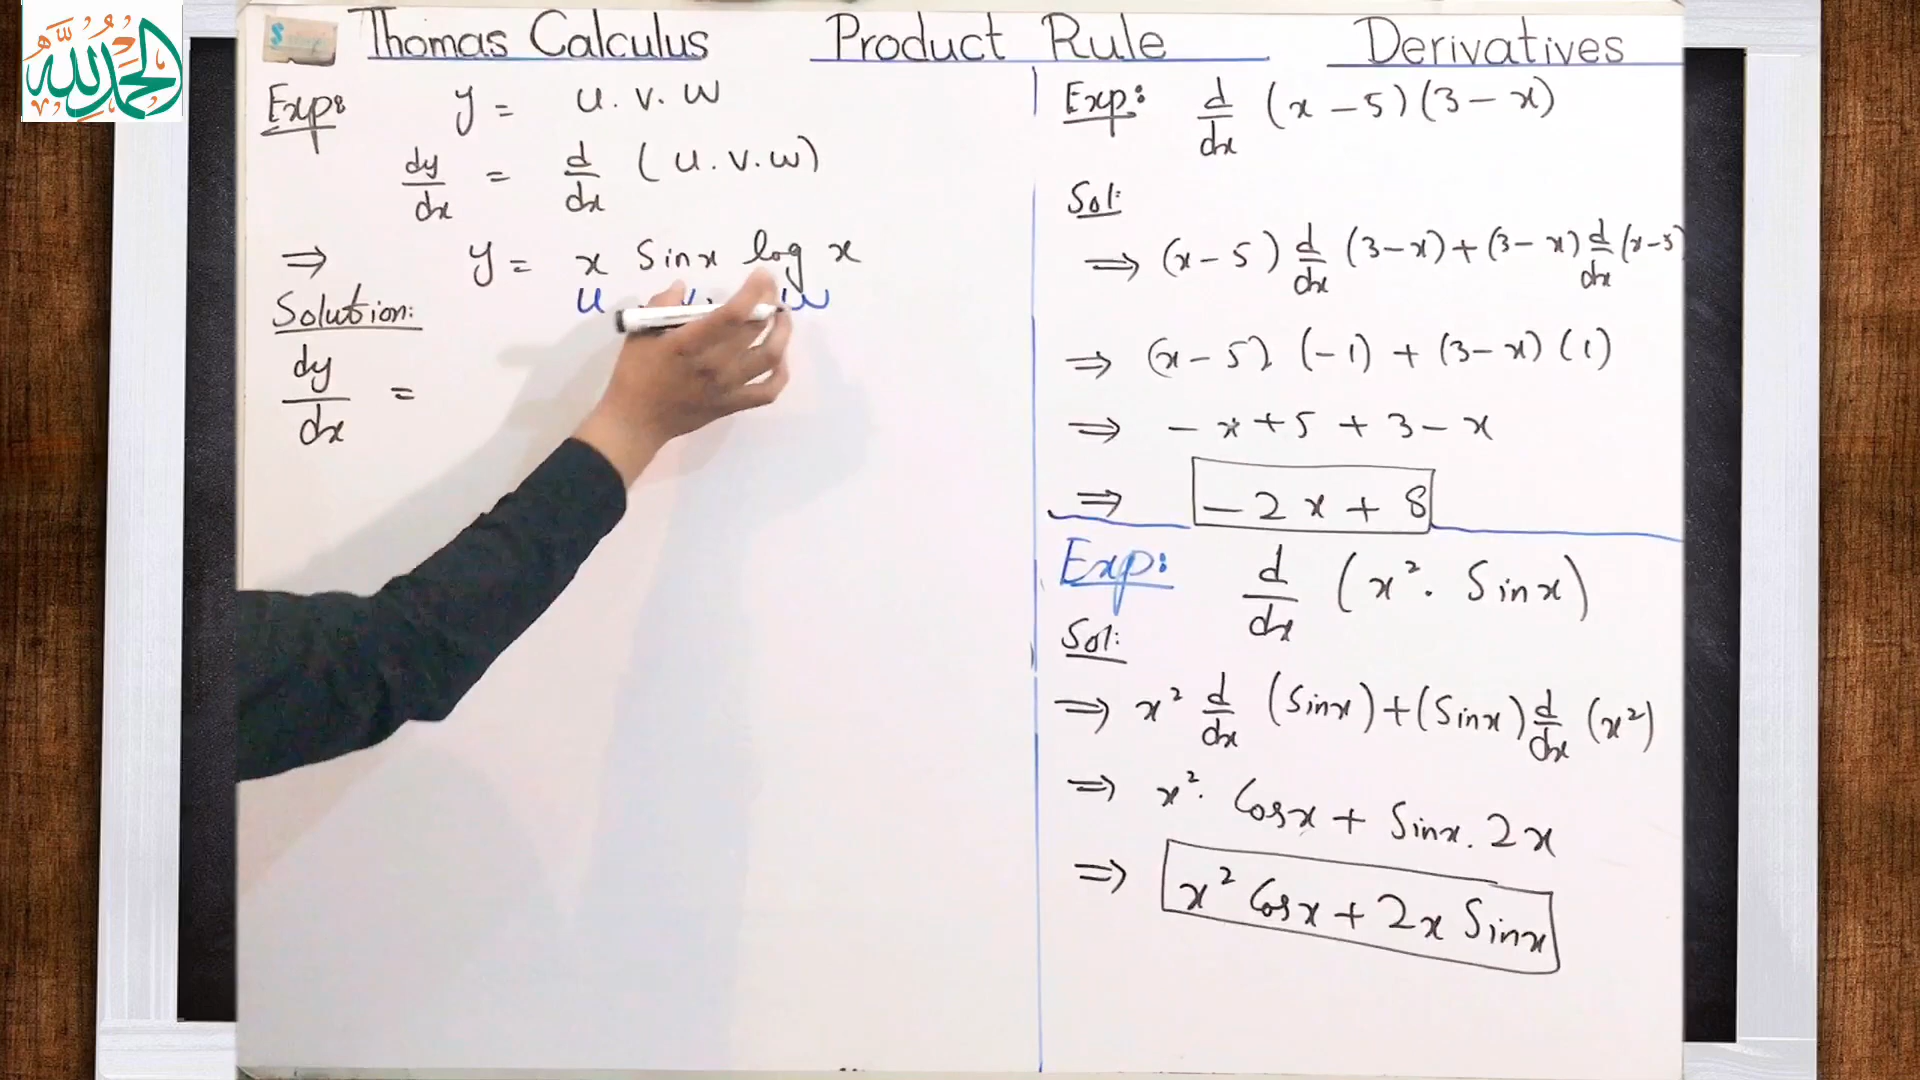 الحمد لله
Thomas Calculus Product Rule Derivatives
Exp: y = u . v . w
dy/dx = d/dx (u . v . w)
⇒ y = x Sinx log x
u . v . w
Solution:
dy/dx =
Exp: d/dx (x - 5)(3 - x)
Sol:
⇒ (x - 5) d/dx (3 - x) + (3 - x) d/dx (x - 5)
⇒ (x - 5) (-1) + (3 - x) (1)
⇒ - x + 5 + 3 - x
⇒ - 2 x + 8
Exp: d/dx (x² . Sinx)
Sol:
⇒ x² d/dx (Sinx) + (Sinx) d/dx (x²)
⇒ x² . Cosx + Sinx . 2x
⇒ x² Cosx + 2x Sinx